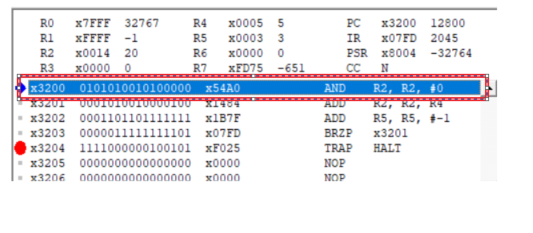 R0 x7FFF 32767 R4 x0005 5 PC x3200 12800
R1 xFFFF -1 R5 x0003 3 IR x07FD 2045
R2 x0014 20 R6 x0000 0 PSR x8004 -32764
R3 x0000 0 R7 xFD75 -651 CC N
x3200 0101010010100000 x54A0 AND R2, R2, #0
x3201 0001010010000100 x1484 ADD R2, R2, R4
x3202 0001101101111111 x1B7F ADD R5, R5, #-1
x3203 0000011111111101 x07FD BRZP x3201
x3204 1111000000100101 xF025 TRAP HALT
x3205 0000000000000000 x0000 NOP
x3206 0000000000000000 x0000 NOP